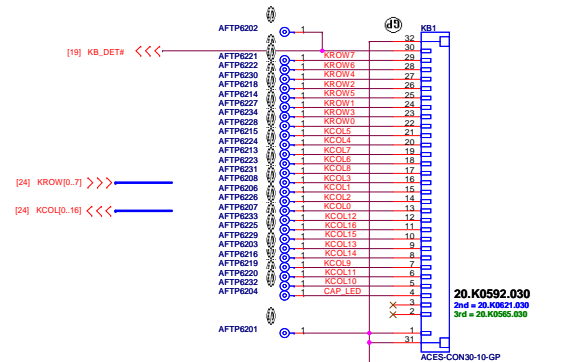 GP
AFTP6202 1 KB1
32
[19] KB_DET# 30
AFTP6221 1 KROW7 29
AFTP6222 1 KROW6 28
AFTP6230 1 KROW4 27
AFTP6218 1 KROW2 26
AFTP6214 1 KROW5 25
AFTP6227 1 KROW1 24
AFTP6234 1 KROW3 23
AFTP6228 1 KROW0 22
AFTP6215 1 KCOL5 21
AFTP6224 1 KCOL4 20
AFTP6213 1 KCOL7 19
AFTP6223 1 KCOL6 18
AFTP6231 1 KCOL8 17
[24] KROW[0..7] AFTP6208 1 KCOL3 16
AFTP6206 1 KCOL1 15
AFTP6226 1 KCOL2 14
[24] KCOL[0..16] AFTP6207 1 KCOL0 13
AFTP6233 1 KCOL12 12
AFTP6225 1 KCOL16 11
AFTP6229 1 KCOL15 10
AFTP6203 1 KCOL13 9
AFTP6216 1 KCOL14 8
AFTP6219 1 KCOL9 7
AFTP6220 1 KCOL11 6
AFTP6232 1 KCOL10 5
AFTP6204 1 CAP_LED 4
20.K0592.030
3 2nd = 20.K0621.030
2 3rd = 20.K0565.030
AFTP6201 1 1
31
ACES-CON30-10-GP